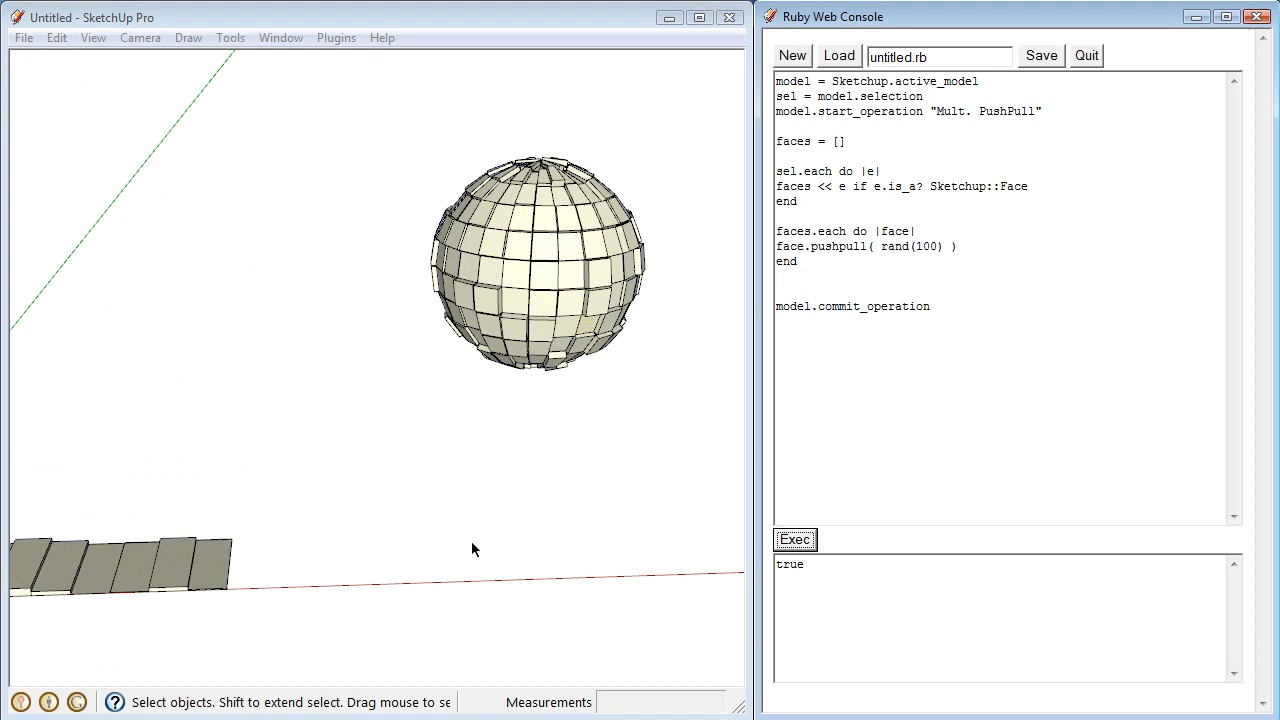 Untitled - SketchUp Pro
File Edit View Camera Draw Tools Window Plugins Help
Select objects. Shift to extend select. Drag mouse to se
Measurements
Ruby Web Console
New Load untitled.rb Save Quit
model = Sketchup.active_model
sel = model.selection
model.start_operation "Mult. PushPull"
faces = []
sel.each do |e|
faces << e if e.is_a? Sketchup::Face
end
faces.each do |face|
face.pushpull( rand(100) )
end
model.commit_operation
Exec
true